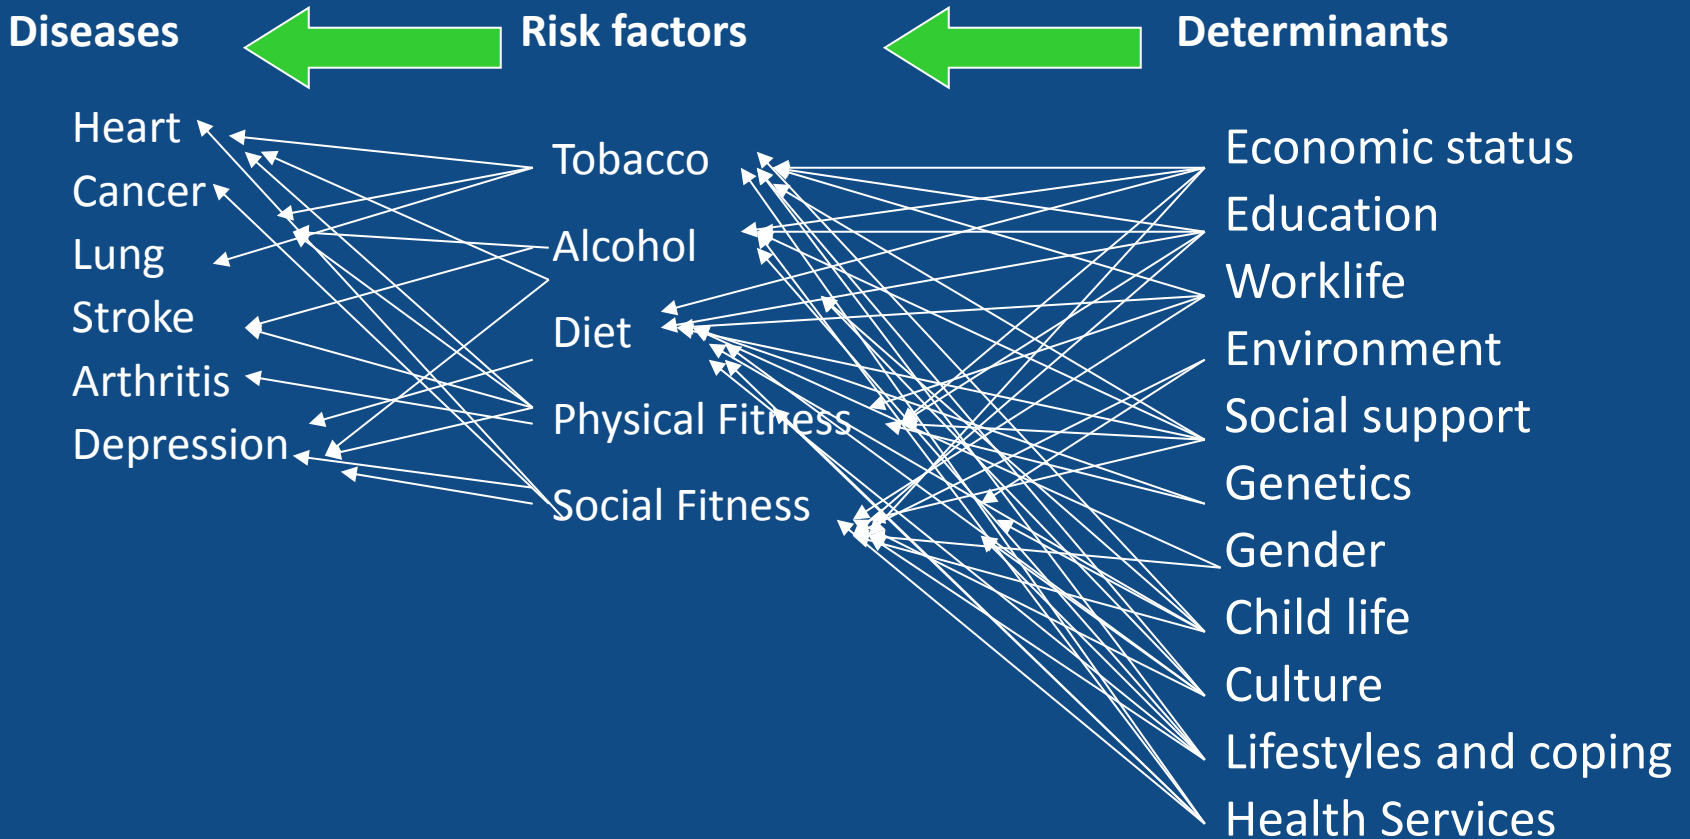 Diseases
Risk factors
Determinants
Heart
Cancer
Lung
Stroke
Arthritis
Depression
Tobacco
Alcohol
Diet
Physical Fitness
Social Fitness
Economic status
Education
Worklife
Environment
Social support
Genetics
Gender
Child life
Culture
Lifestyles and coping
Health Services